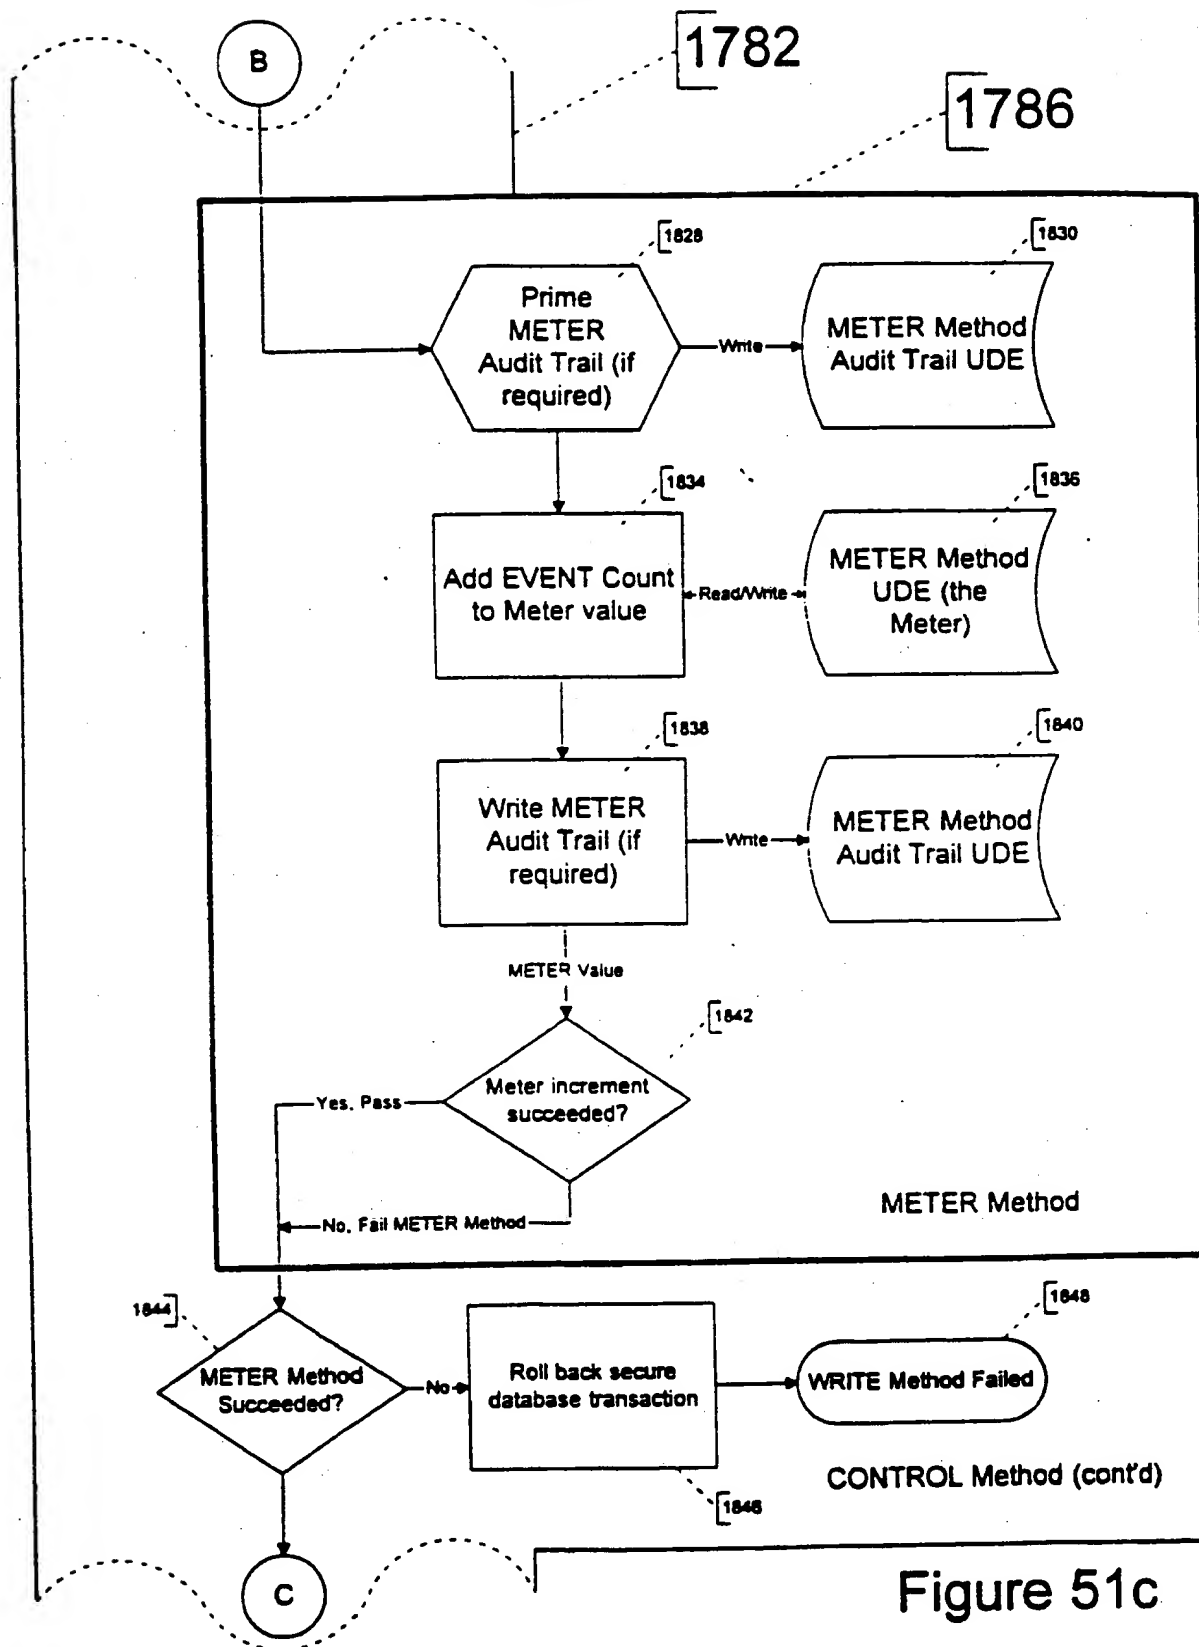 B
1782
1786
1828
1830
Prime
METER
Audit Trail (if
required)
Write
METER Method
Audit Trail UDE
1834
1836
Add EVENT Count
to Meter value
Read/Write
METER Method
UDE (the
Meter)
1838
1840
Write METER
Audit Trail (if
required)
Write
METER Method
Audit Trail UDE
METER Value
1842
Meter increment
succeeded?
Yes, Pass
No, Fail METER Method
METER Method
1844
1848
METER Method
Succeeded?
No
Roll back secure
database transaction
WRITE Method Failed
CONTROL Method (cont'd)
1846
C
Figure 51c